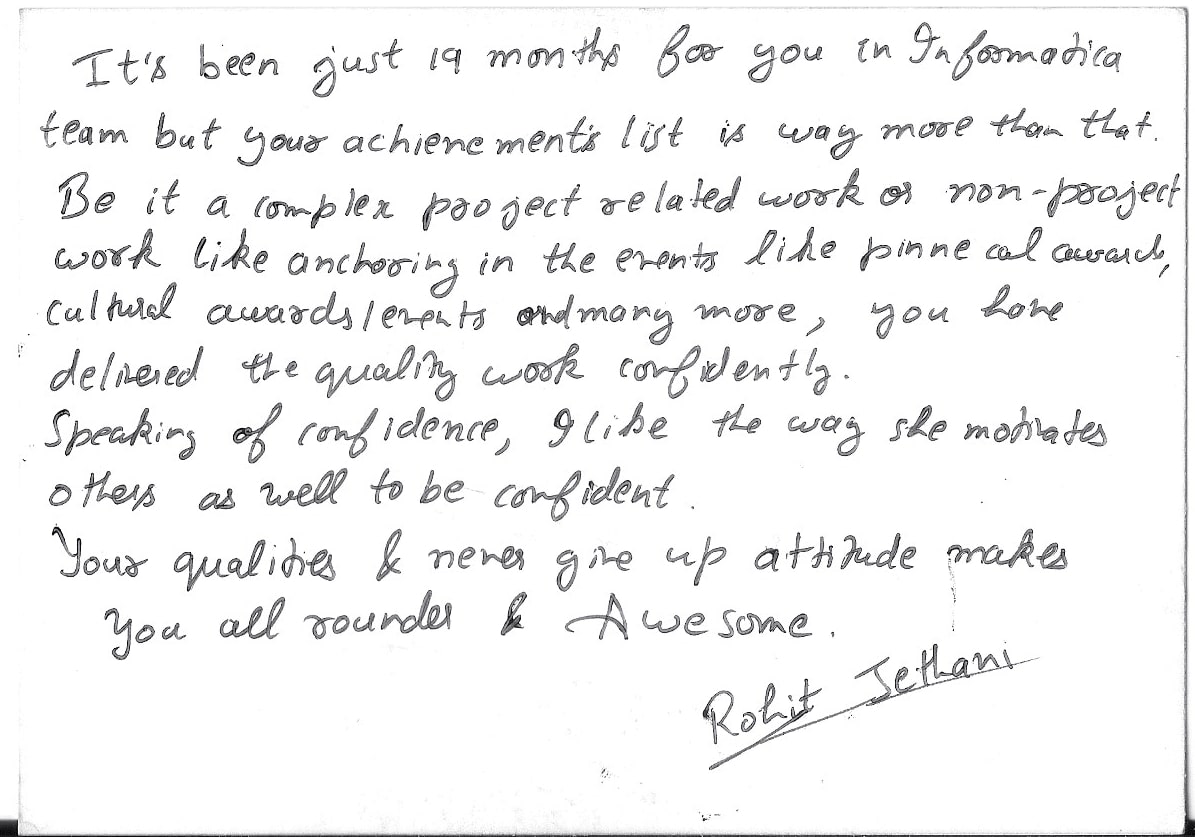 It's been just 19 months for you in Informatica
team but your achievement's list is way more than that.
Be it a complex project related work or non-project
work like anchoring in the events like pinnecal awards,
cultural awards/events and many more, you have
delivered the quality work confidently.
Speaking of confidence, I like the way she motivates
others as well to be confident.
Your qualities & never give up attitude makes
you all rounder & Awesome.
Rohit Jethani